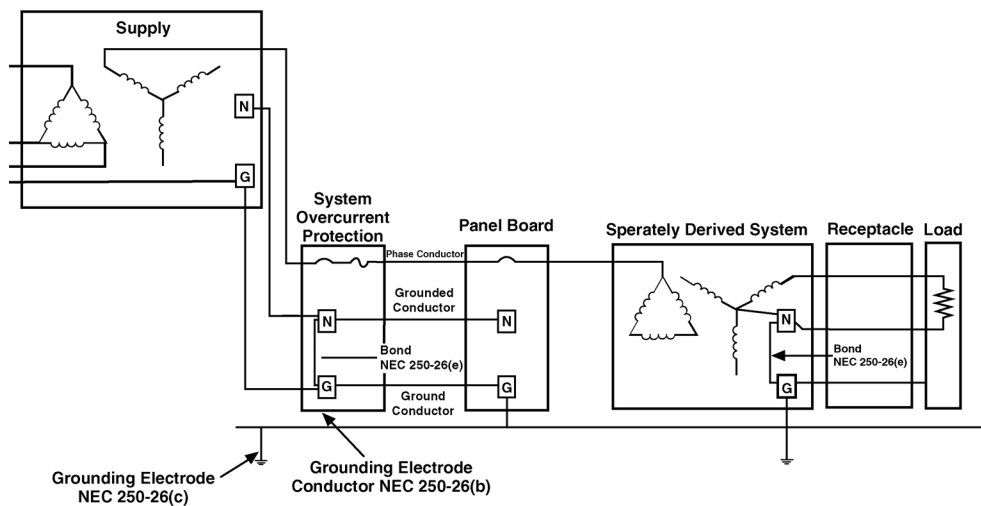 Supply
N
G
System
Overcurrent
Protection
Panel Board
Sperately Derived System
Receptacle
Load
Phase Conductor
Grounded
Conductor
N
N
N
Bond
NEC 250-26(e)
Bond
NEC 250-26(e)
G
G
G
Ground
Conductor
Grounding Electrode
NEC 250-26(c)
Grounding Electrode
Conductor NEC 250-26(b)